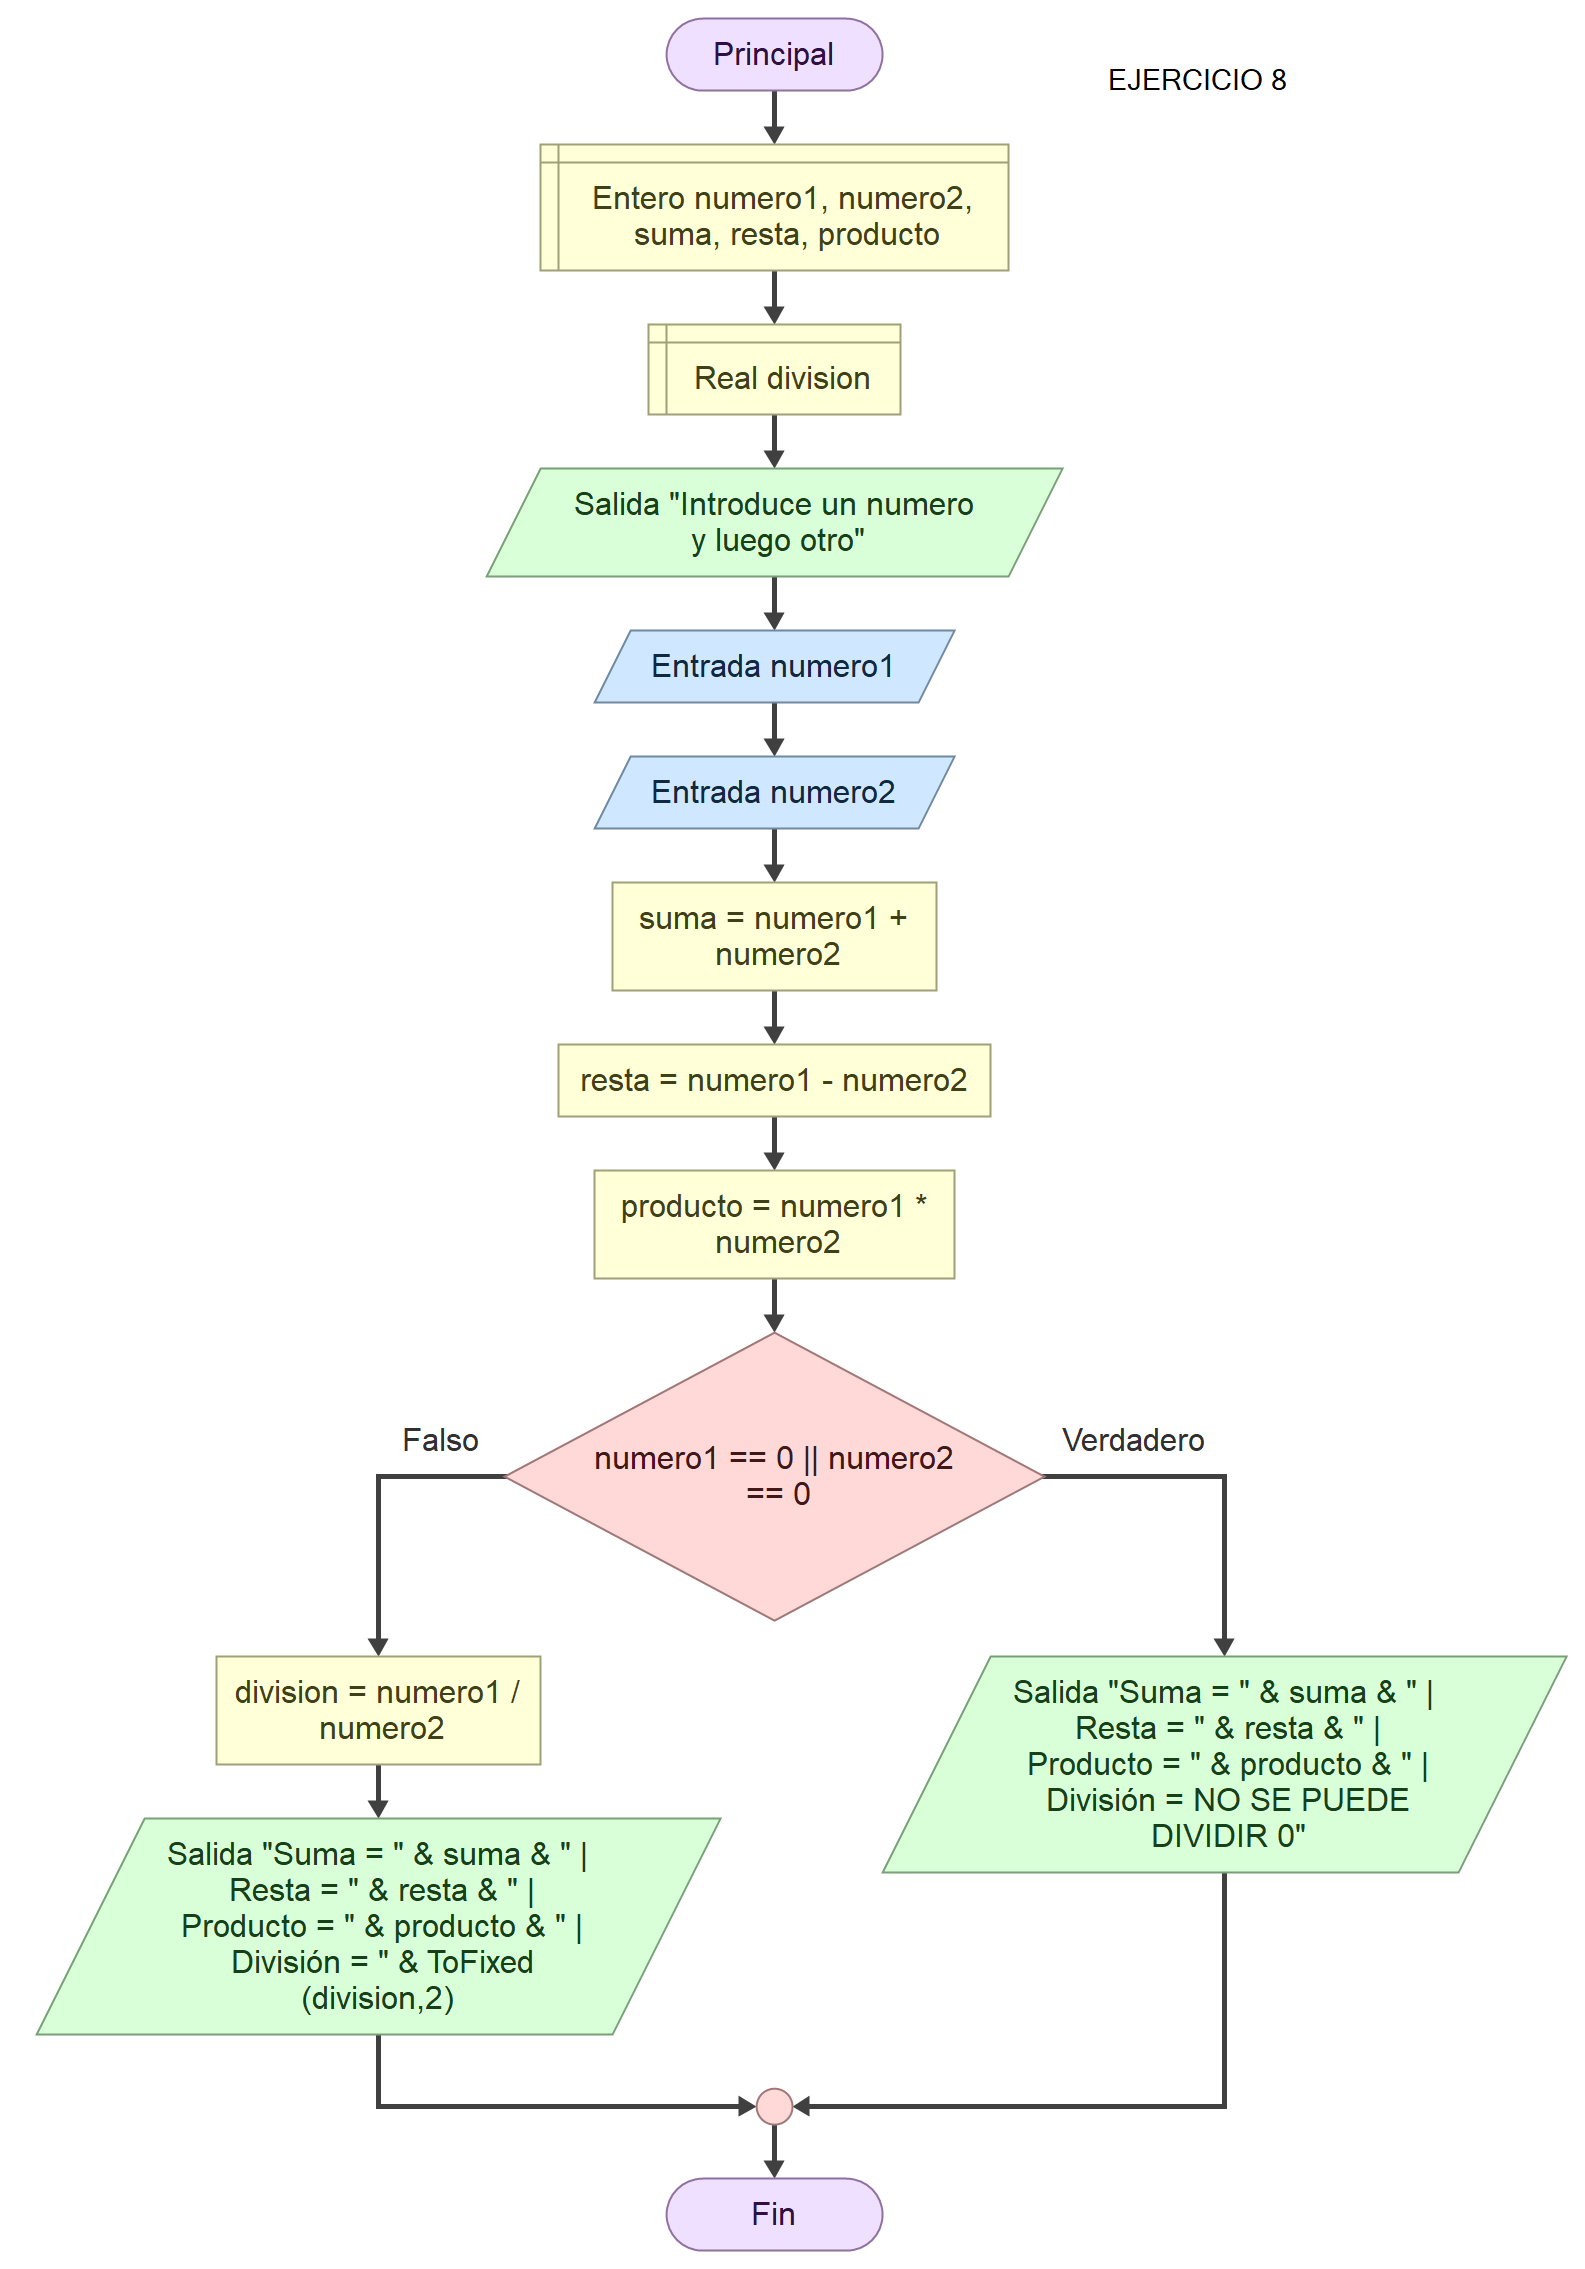 Principal
EJERCICIO 8
Entero numero1, numero2,
suma, resta, producto
Real division
Salida "Introduce un numero
y luego otro"
Entrada numero1
Entrada numero2
suma = numero1 +
numero2
resta = numero1 - numero2
producto = numero1 *
numero2
numero1 == 0 || numero2
== 0
Falso
Verdadero
division = numero1 /
numero2
Salida "Suma = " & suma & " |
Resta = " & resta & " |
Producto = " & producto & " |
División = " & ToFixed
(division,2)
Salida "Suma = " & suma & " |
Resta = " & resta & " |
Producto = " & producto & " |
División = NO SE PUEDE
DIVIDIR 0"
Fin